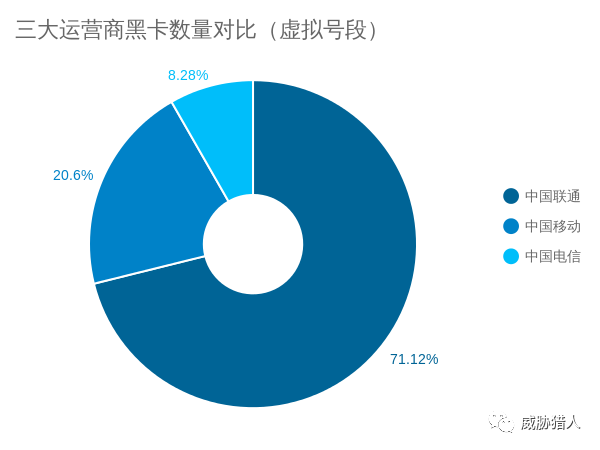 三大运营商黑卡数量对比（虚拟号段）
8.28%
20.6%
71.12%
中国联通
中国移动
中国电信
威胁猎人